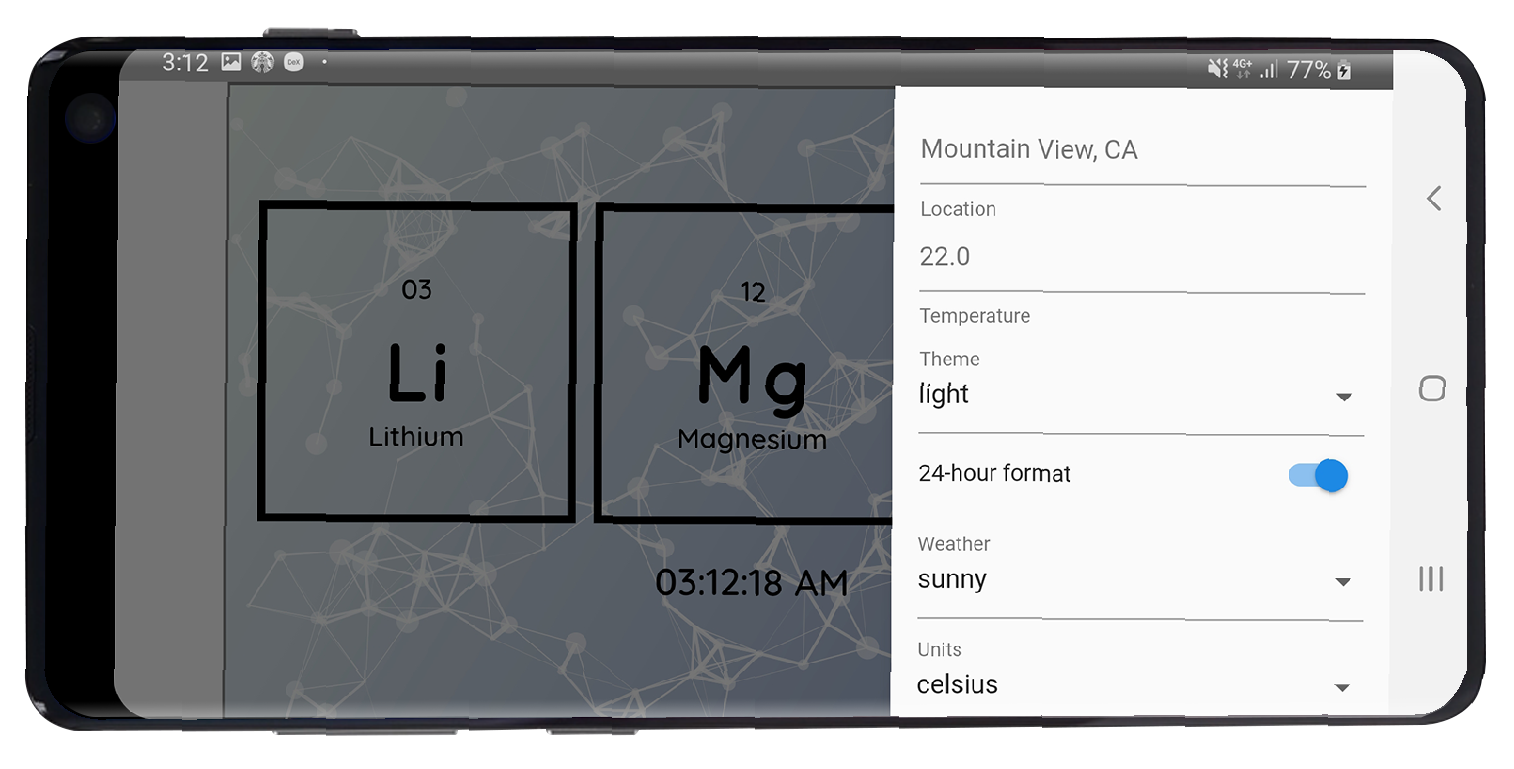 3:12 DeX 4G+ 77%
03
Li
Lithium
12
Mg
Magnesium
03:12:18 AM
Mountain View, CA
Location
22.0
Temperature
Theme
light
24-hour format
Weather
sunny
Units
celsius